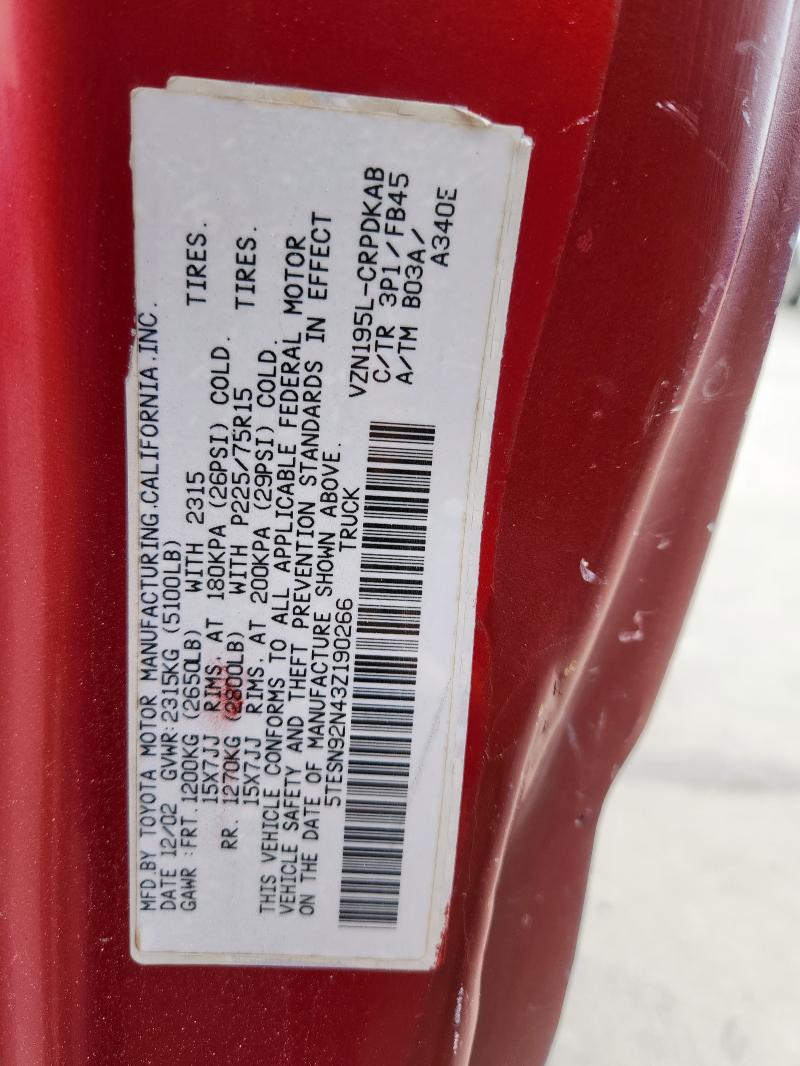 MFD.BY TOYOTA MOTOR MANUFACTURING.CALIFORNIA.INC.
DATE 12/02 GVWR:2315KG (5100LB)
GAWR:FRT.1200KG (2650LB) WITH 2315 TIRES.
15X7JJ RIMS. AT 180KPA (26PSI) COLD.
RR. 1270KG (2800LB) WITH P225/75R15 TIRES.
15X7JJ RIMS. AT 200KPA (29PSI) COLD.
THIS VEHICLE CONFORMS TO ALL APPLICABLE FEDERAL MOTOR
VEHICLE SAFETY AND THEFT PREVENTION STANDARDS IN EFFECT
ON THE DATE OF MANUFACTURE SHOWN ABOVE.
5TESN92N43Z190266 TRUCK
VZN195L-CRPDKAB
C/TR 3P1/FB45
A/TM B03A/
A340E